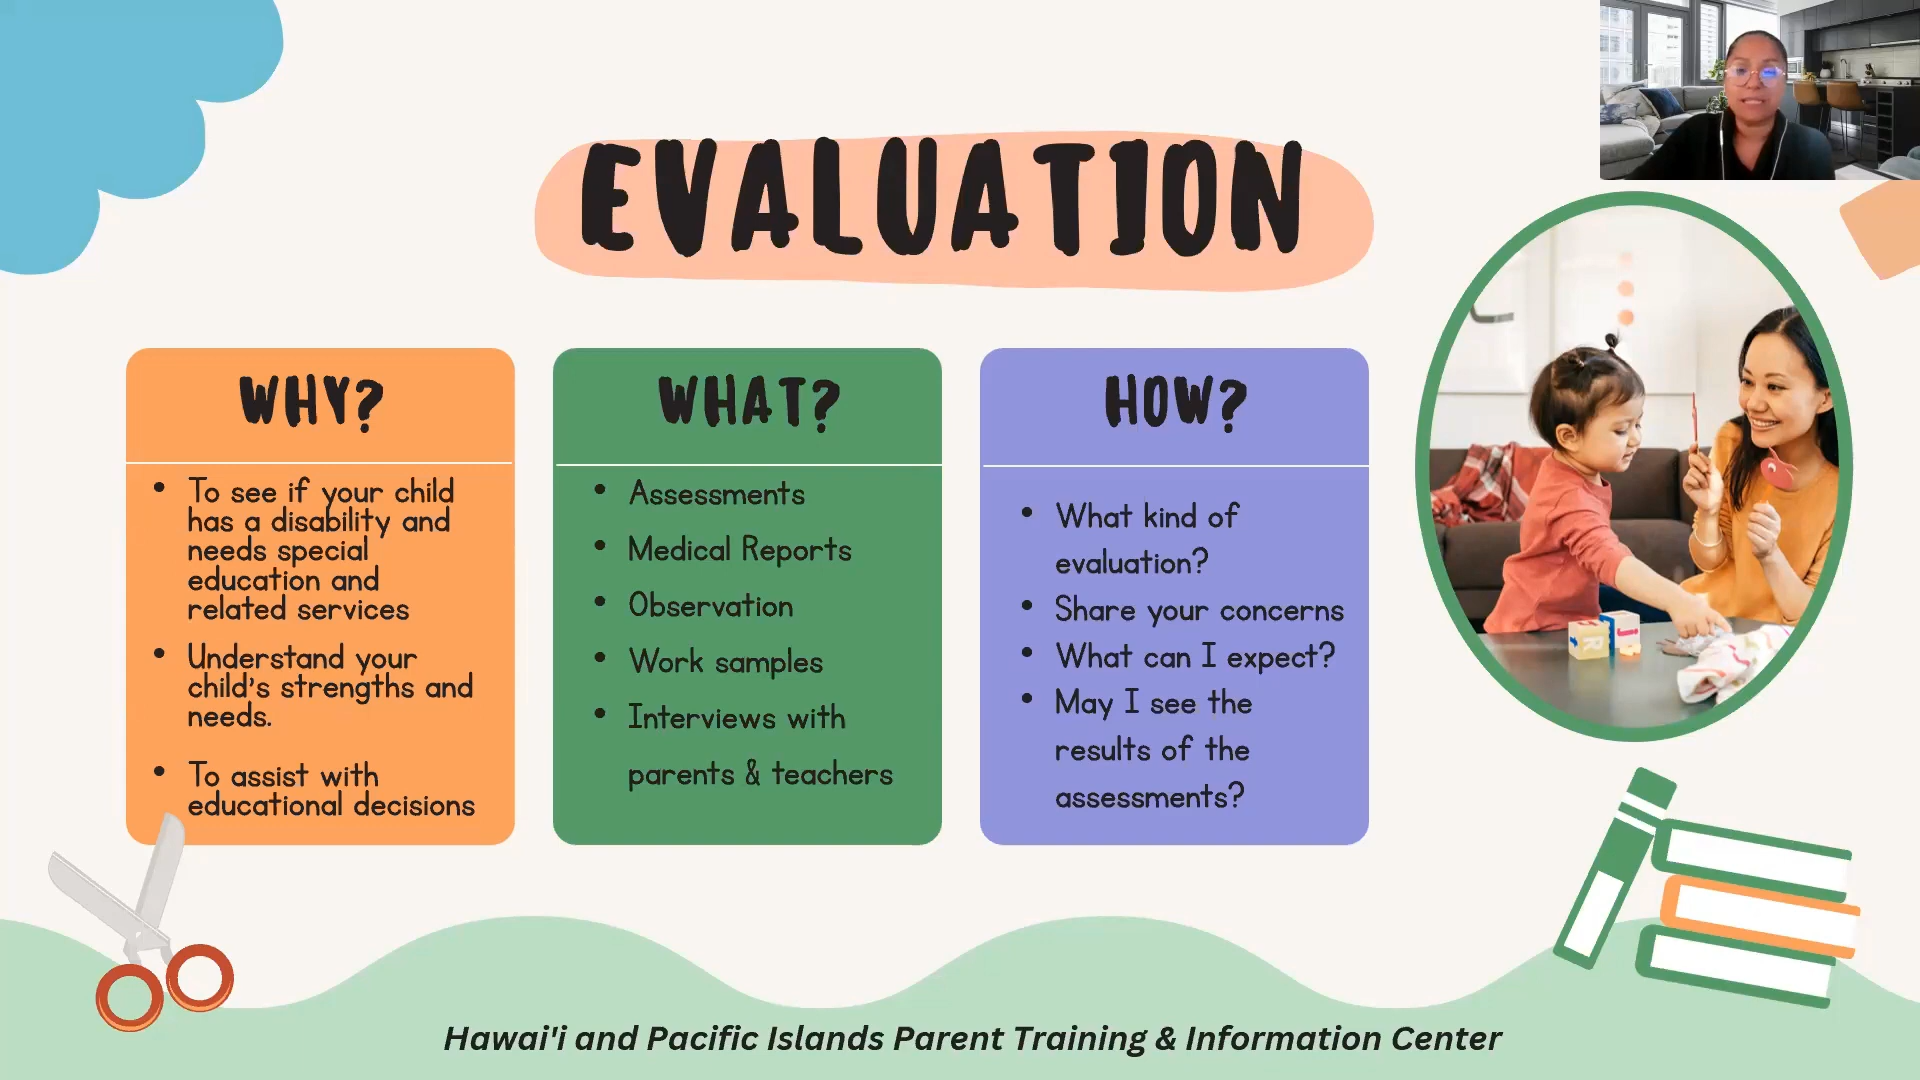 EVALUATION
WHY?
• To see if your child
has a disability and
needs special
education and
related services
• Understand your
child's strengths and
needs.
• To assist with
educational decisions
WHAT?
• Assessments
• Medical Reports
• Observation
• Work samples
• Interviews with
parents & teachers
HOW?
• What kind of
evaluation?
• Share your concerns
• What can I expect?
• May I see the
results of the
assessments?
Hawai'i and Pacific Islands Parent Training & Information Center